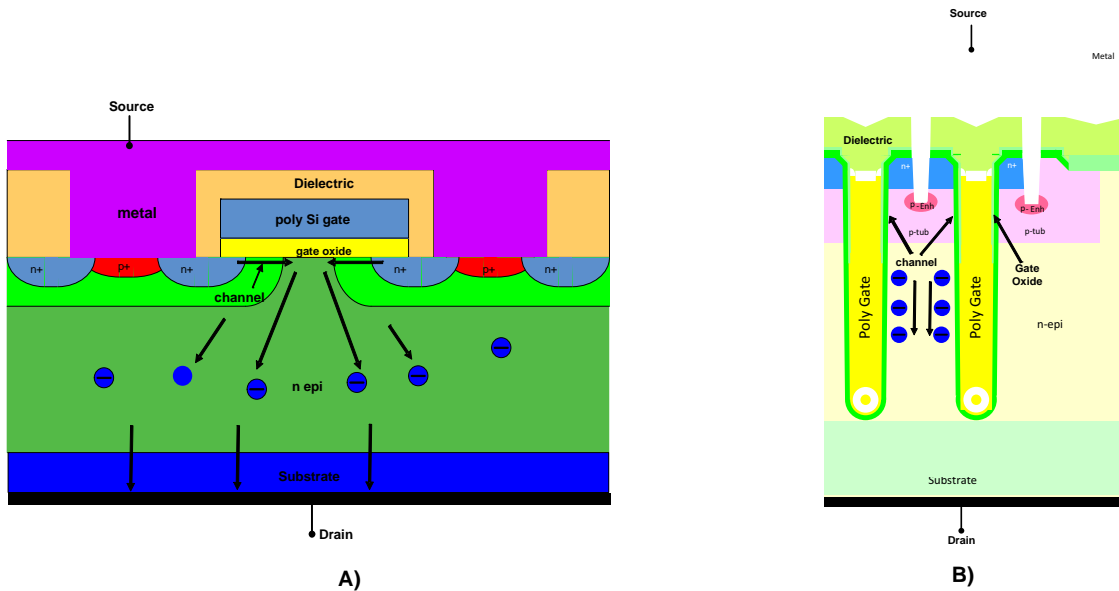 Source
Dielectric
metal
poly Si gate
gate oxide
n+
p+
n+
n+
p+
n+
channel
n epi
Substrate
Drain
A)
Source
Metal
Dielectric
n+
n+
P-Enh
p-Enh
p-tub
p-tub
channel
Gate
Oxide
Poly Gate
Poly Gate
n-epi
Substrate
Drain
B)